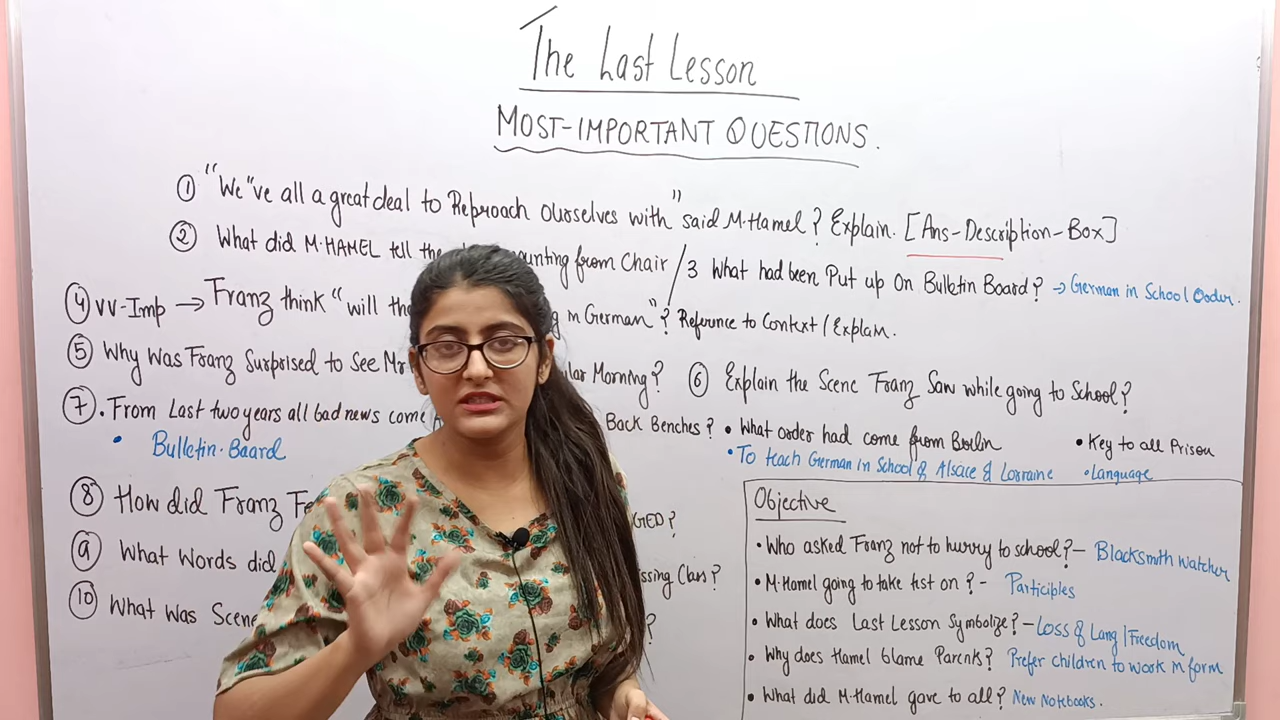 The Last Lesson
MOST-IMPORTANT QUESTIONS.
① "We"ve all a great deal to Reproach ourselves with" said M.Hamel? Explain. [Ans-Description-Box]
② What did M.HAMEL tell the unting from Chair / 3 What had been Put up On Bulletin Board? → German in School Order.
④ VV-Imp → Franz think "will the g in German"? Reference to Context / Explain.
⑤ Why Was Franz Surprised to See Mr ular Morning? ⑥ Explain the Scene Franz Saw while going to School?
⑦. From Last two years all bad news come Back Benches? • What order had come from Berlin • Key to all Prison
• Bulletin-Board • To teach German in School of Alsace & Lorraine • Language
⑧ How did Franz Fe GED?
⑨ What Words did issing Class?
⑩ What Was Scene ?
Objective
• Who asked Franz not to hurry to school? - Blacksmith Watcher
• M.Hamel going to take test on? - Participles
• What does Last Lesson Symbolize? - Loss of Lang / Freedom
• Why does Hamel blame Parents? Prefer children to work in farm
• What did M.Hamel gave to all? New Notebooks.